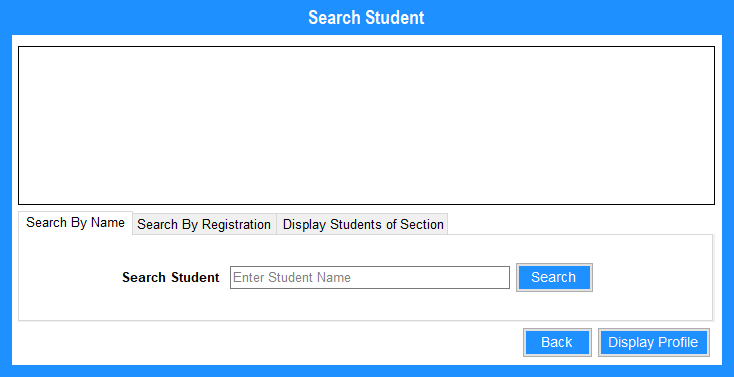 Search Student
Search By Name Search By Registration Display Students of Section
Search Student Enter Student Name Search
Back Display Profile